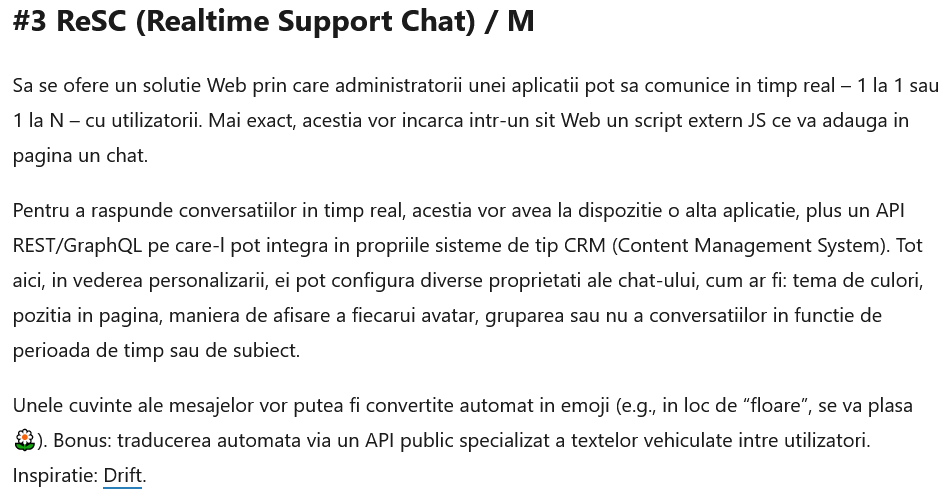 #3 ReSC (Realtime Support Chat) / M
Sa se ofere un solutie Web prin care administratorii unei aplicatii pot sa comunice in timp real – 1 la 1 sau
1 la N – cu utilizatorii. Mai exact, acestia vor incarca intr-un sit Web un script extern JS ce va adauga in
pagina un chat.
Pentru a raspunde conversatiilor in timp real, acestia vor avea la dispozitie o alta aplicatie, plus un API
REST/GraphQL pe care-l pot integra in propriile sisteme de tip CRM (Content Management System). Tot
aici, in vederea personalizarii, ei pot configura diverse proprietati ale chat-ului, cum ar fi: tema de culori,
pozitia in pagina, maniera de afisare a fiecarui avatar, gruparea sau nu a conversatiilor in functie de
perioada de timp sau de subiect.
Unele cuvinte ale mesajelor vor putea fi convertite automat in emoji (e.g., in loc de “floare”, se va plasa
🌼). Bonus: traducerea automata via un API public specializat a textelor vehiculate intre utilizatori.
Inspiratie: Drift.